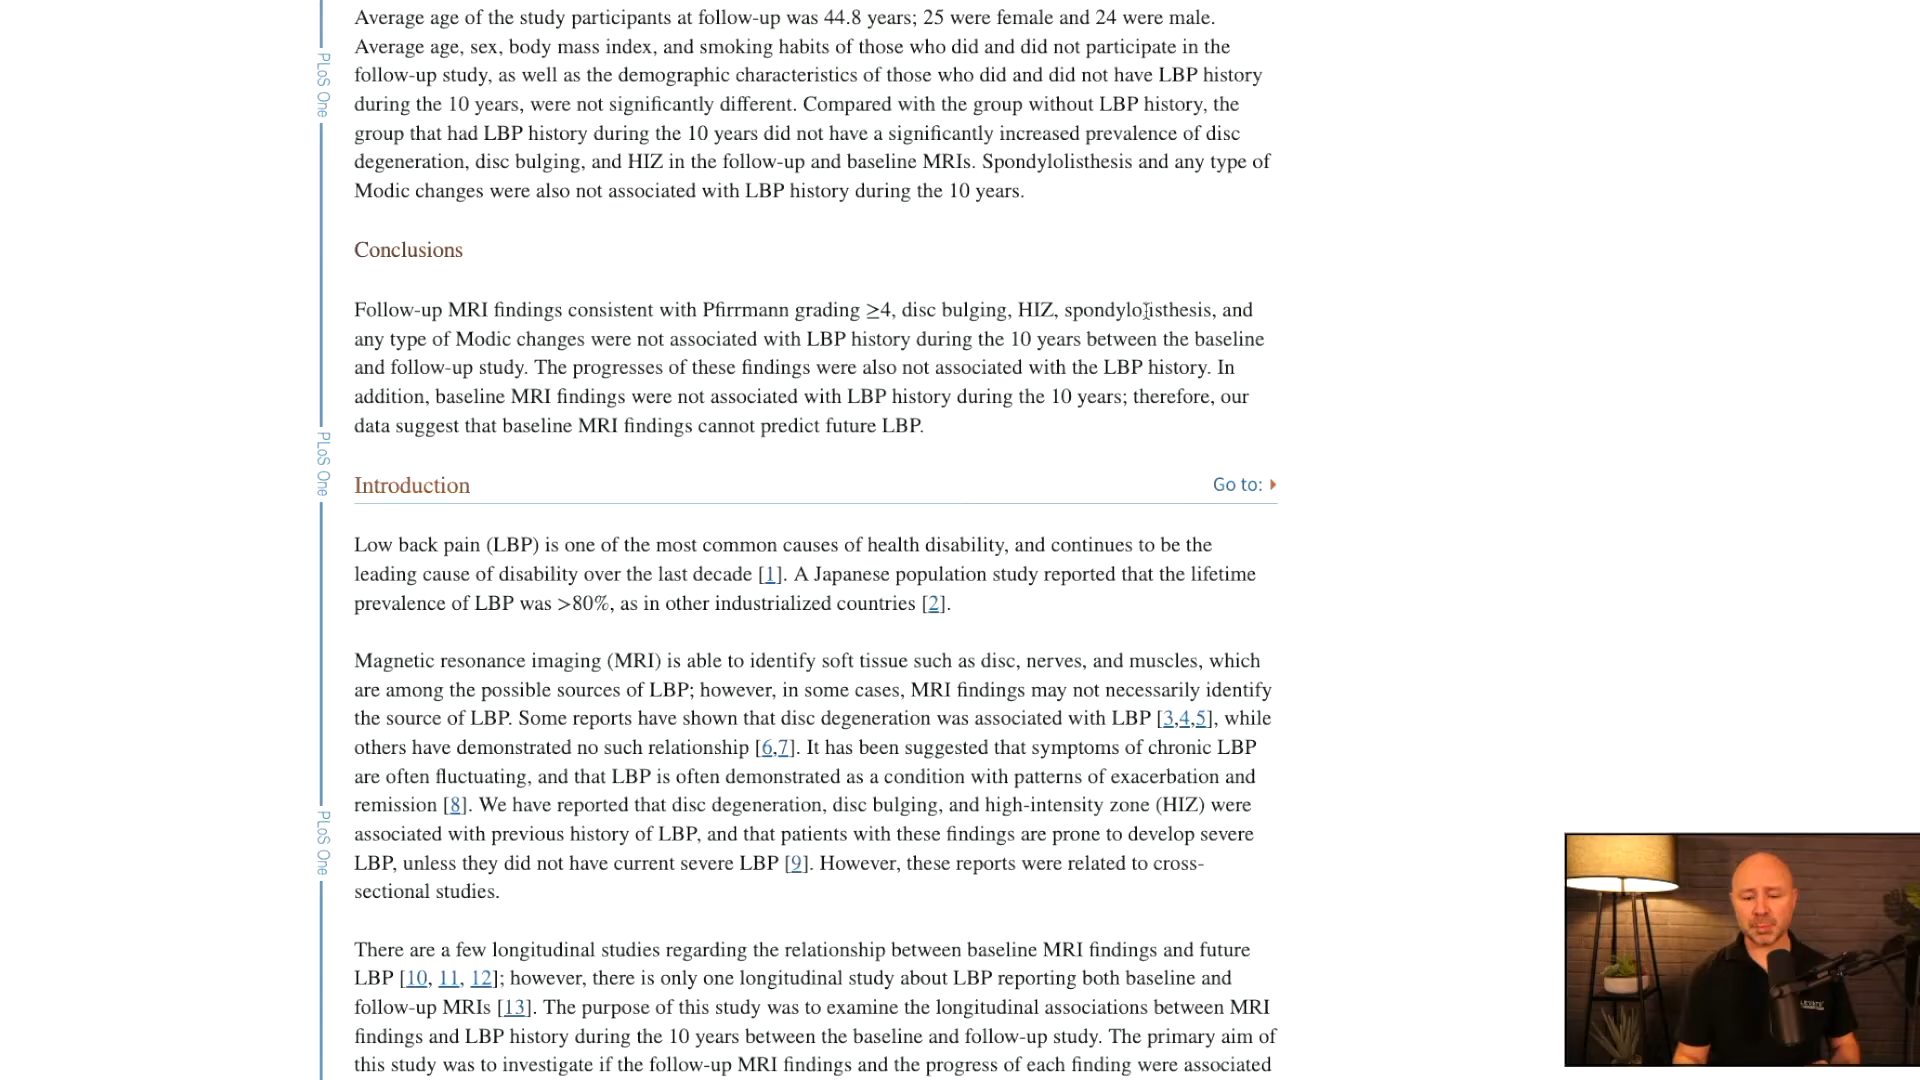 Average age of the study participants at follow-up was 44.8 years; 25 were female and 24 were male.
Average age, sex, body mass index, and smoking habits of those who did and did not participate in the
follow-up study, as well as the demographic characteristics of those who did and did not have LBP history
during the 10 years, were not significantly different. Compared with the group without LBP history, the
group that had LBP history during the 10 years did not have a significantly increased prevalence of disc
degeneration, disc bulging, and HIZ in the follow-up and baseline MRIs. Spondylolisthesis and any type of
Modic changes were also not associated with LBP history during the 10 years.
Conclusions
Follow-up MRI findings consistent with Pfirrmann grading ≥4, disc bulging, HIZ, spondylolisthesis, and
any type of Modic changes were not associated with LBP history during the 10 years between the baseline
and follow-up study. The progresses of these findings were also not associated with the LBP history. In
addition, baseline MRI findings were not associated with LBP history during the 10 years; therefore, our
data suggest that baseline MRI findings cannot predict future LBP.
Introduction
Go to:
Low back pain (LBP) is one of the most common causes of health disability, and continues to be the
leading cause of disability over the last decade [1]. A Japanese population study reported that the lifetime
prevalence of LBP was >80%, as in other industrialized countries [2].
Magnetic resonance imaging (MRI) is able to identify soft tissue such as disc, nerves, and muscles, which
are among the possible sources of LBP; however, in some cases, MRI findings may not necessarily identify
the source of LBP. Some reports have shown that disc degeneration was associated with LBP [3,4,5], while
others have demonstrated no such relationship [6,7]. It has been suggested that symptoms of chronic LBP
are often fluctuating, and that LBP is often demonstrated as a condition with patterns of exacerbation and
remission [8]. We have reported that disc degeneration, disc bulging, and high-intensity zone (HIZ) were
associated with previous history of LBP, and that patients with these findings are prone to develop severe
LBP, unless they did not have current severe LBP [9]. However, these reports were related to cross-
sectional studies.
There are a few longitudinal studies regarding the relationship between baseline MRI findings and future
LBP [10, 11, 12]; however, there is only one longitudinal study about LBP reporting both baseline and
follow-up MRIs [13]. The purpose of this study was to examine the longitudinal associations between MRI
findings and LBP history during the 10 years between the baseline and follow-up study. The primary aim of
this study was to investigate if the follow-up MRI findings and the progress of each finding were associated
PLoS One
PLoS One
PLoS One